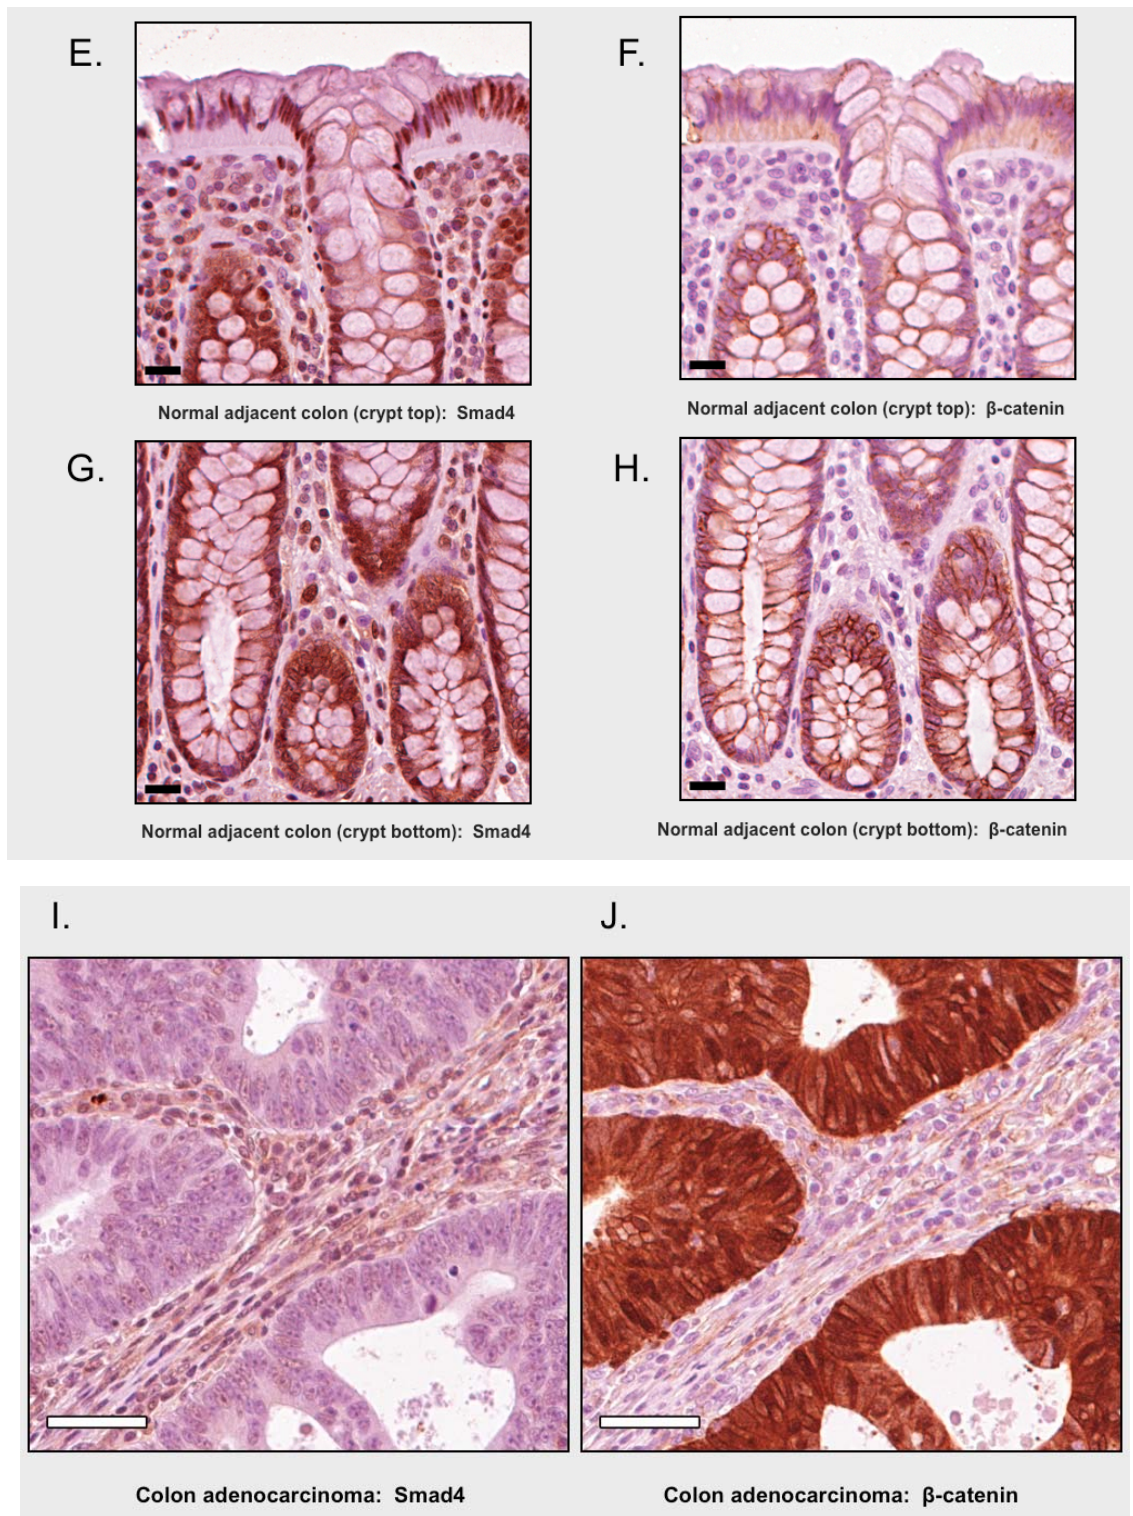 E.
F.
Normal adjacent colon (crypt top):  Smad4
Normal adjacent colon (crypt top):  β-catenin
G.
H.
Normal adjacent colon (crypt bottom):  Smad4
Normal adjacent colon (crypt bottom):  β-catenin
I.
J.
Colon adenocarcinoma:  Smad4
Colon adenocarcinoma:  β-catenin